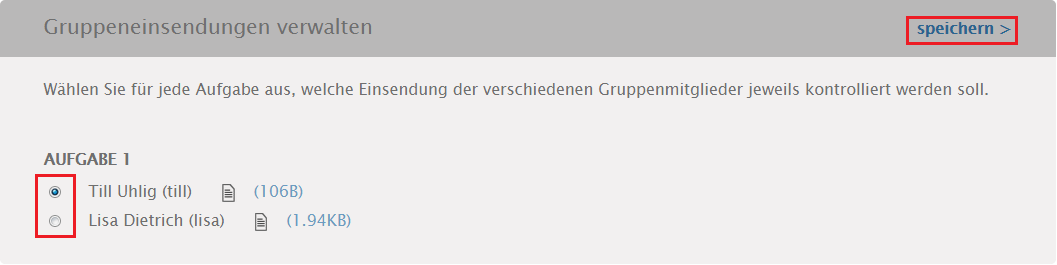 Gruppeneinsendungen verwalten
speichern >
Wählen Sie für jede Aufgabe aus, welche Einsendung der verschiedenen Gruppenmitglieder jeweils kontrolliert werden soll.
AUFGABE 1
Till Uhlig (till) (106B)
Lisa Dietrich (lisa) (1.94KB)